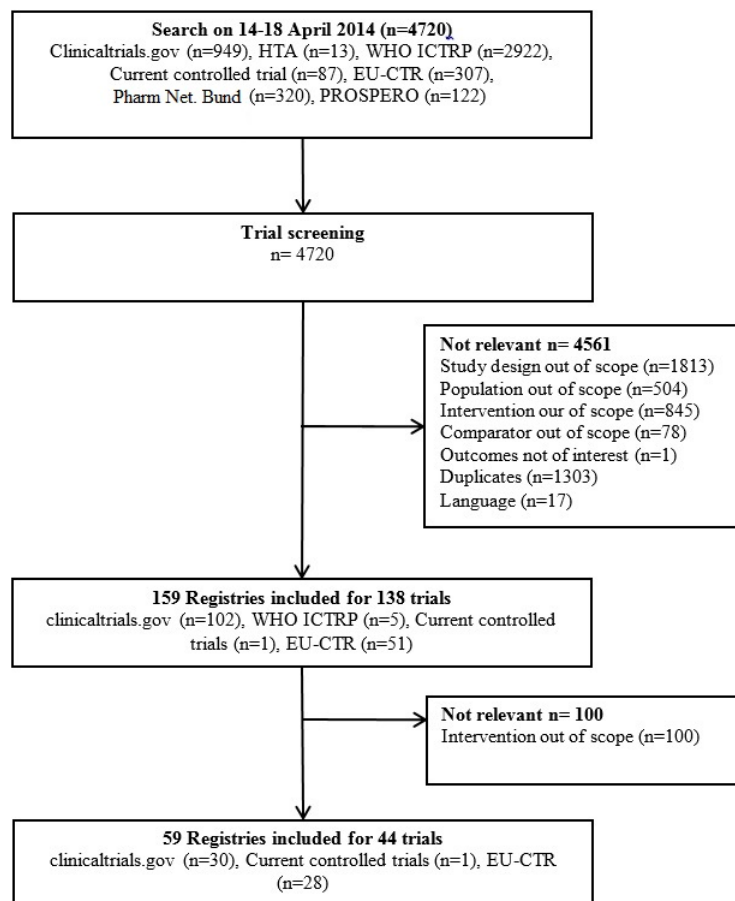 Search on 14-18 April 2014 (n=4720)
Clinicaltrials.gov (n=949), HTA (n=13), WHO ICTRP (n=2922),
Current controlled trial (n=87), EU-CTR (n=307),
Pharm Net. Bund (n=320), PROSPERO (n=122)
Trial screening
n= 4720
Not relevant n= 4561
Study design out of scope (n=1813)
Population out of scope (n=504)
Intervention our of scope (n=845)
Comparator out of scope (n=78)
Outcomes not of interest (n=1)
Duplicates (n=1303)
Language (n=17)
159 Registries included for 138 trials
clinicaltrials.gov (n=102), WHO ICTRP (n=5), Current controlled
trials (n=1), EU-CTR (n=51)
Not relevant n= 100
Intervention out of scope (n=100)
59 Registries included for 44 trials
clinicaltrials.gov (n=30), Current controlled trials (n=1), EU-CTR
(n=28)